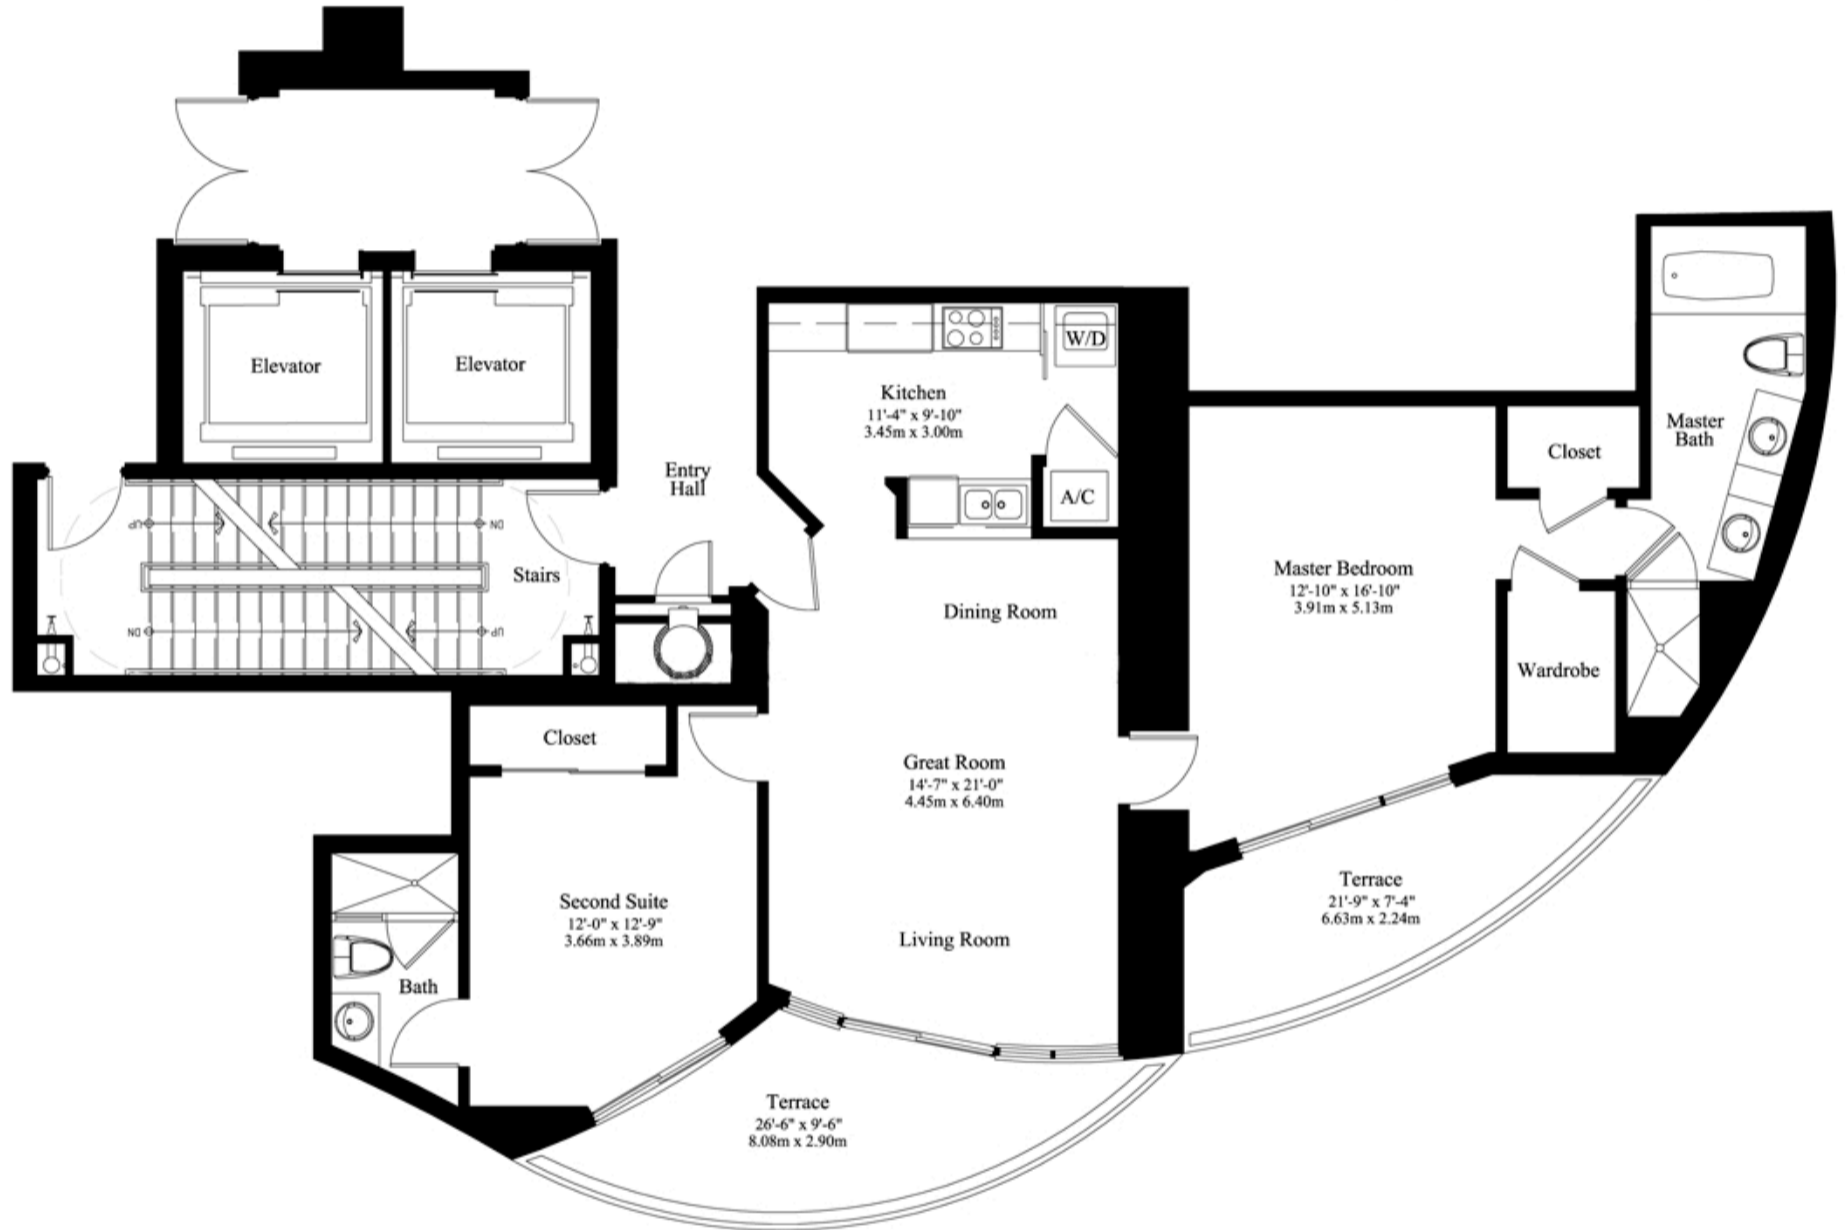 Elevator
Elevator
W/D
Kitchen
11'-4" x 9'-10"
3.45m x 3.00m
Entry
Hall
A/C
Master
Bath
Closet
UP
DN
Stairs
DN
UP
Master Bedroom
12'-10" x 16'-10"
3.91m x 5.13m
Dining Room
Wardrobe
Closet
Great Room
14'-7" x 21'-0"
4.45m x 6.40m
Second Suite
12'-0" x 12'-9"
3.66m x 3.89m
Living Room
Terrace
21'-9" x 7'-4"
6.63m x 2.24m
Bath
Terrace
26'-6" x 9'-6"
8.08m x 2.90m